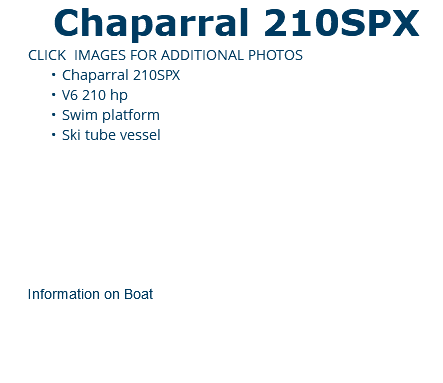 Chaparral 210SPX
CLICK  IMAGES FOR ADDITIONAL PHOTOS
• Chaparral 210SPX
• V6 210 hp
• Swim platform
• Ski tube vessel
Information on Boat